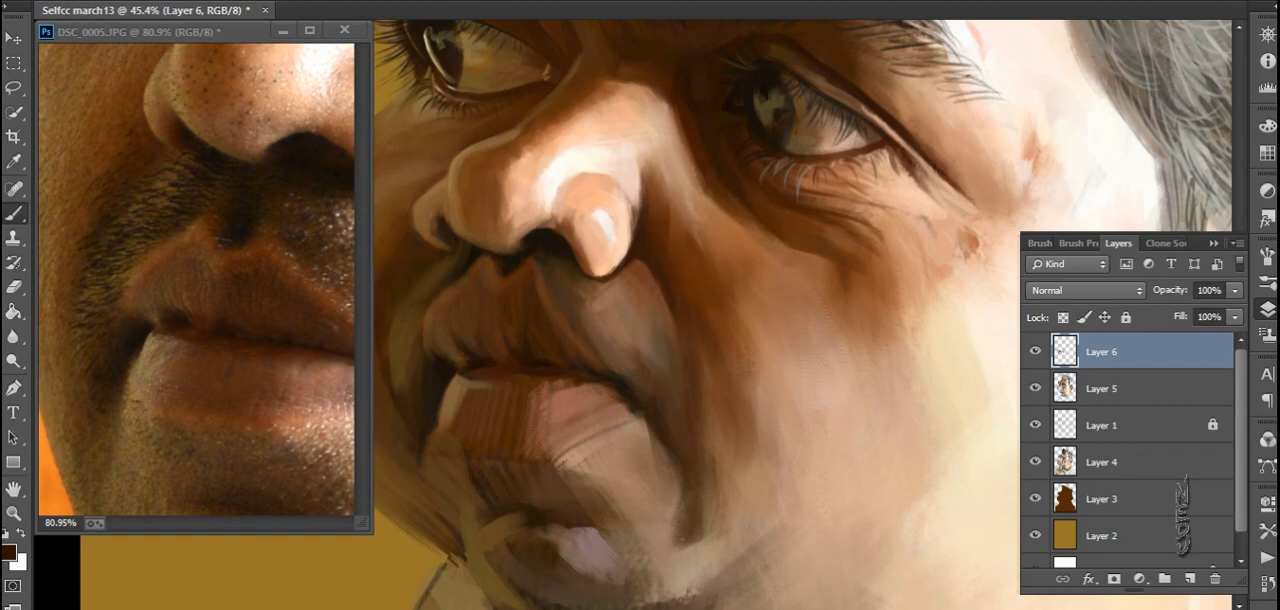 Selfcc march13 @ 45.4% (Layer 6, RGB/8) * ×
Ps DSC_0005.JPG @ 80.9% (RGB/8) *
80.95%
Brush Brush Pre Layers Clone Sou
Kind
Normal Opacity: 100%
Lock: Fill: 100%
Layer 6
Layer 5
Layer 1
Layer 4
Layer 3
Layer 2
fx